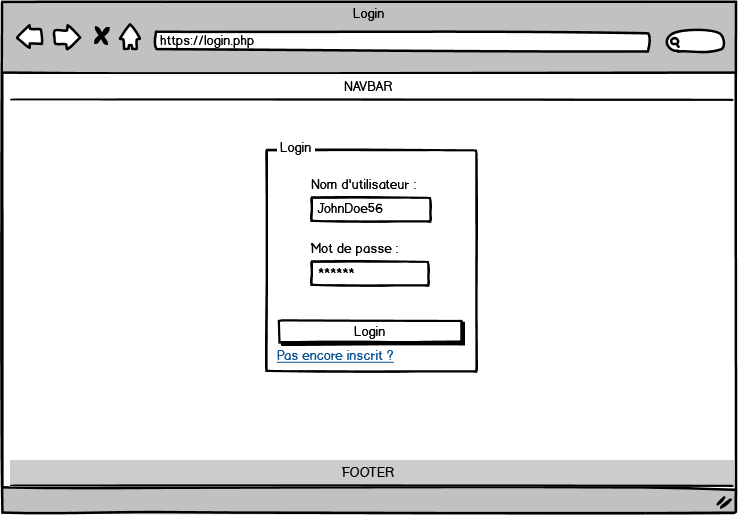 Login
https://login.php
NAVBAR
Login
Nom d'utilisateur :
JohnDoe56
Mot de passe :
******
Login
Pas encore inscrit ?
FOOTER